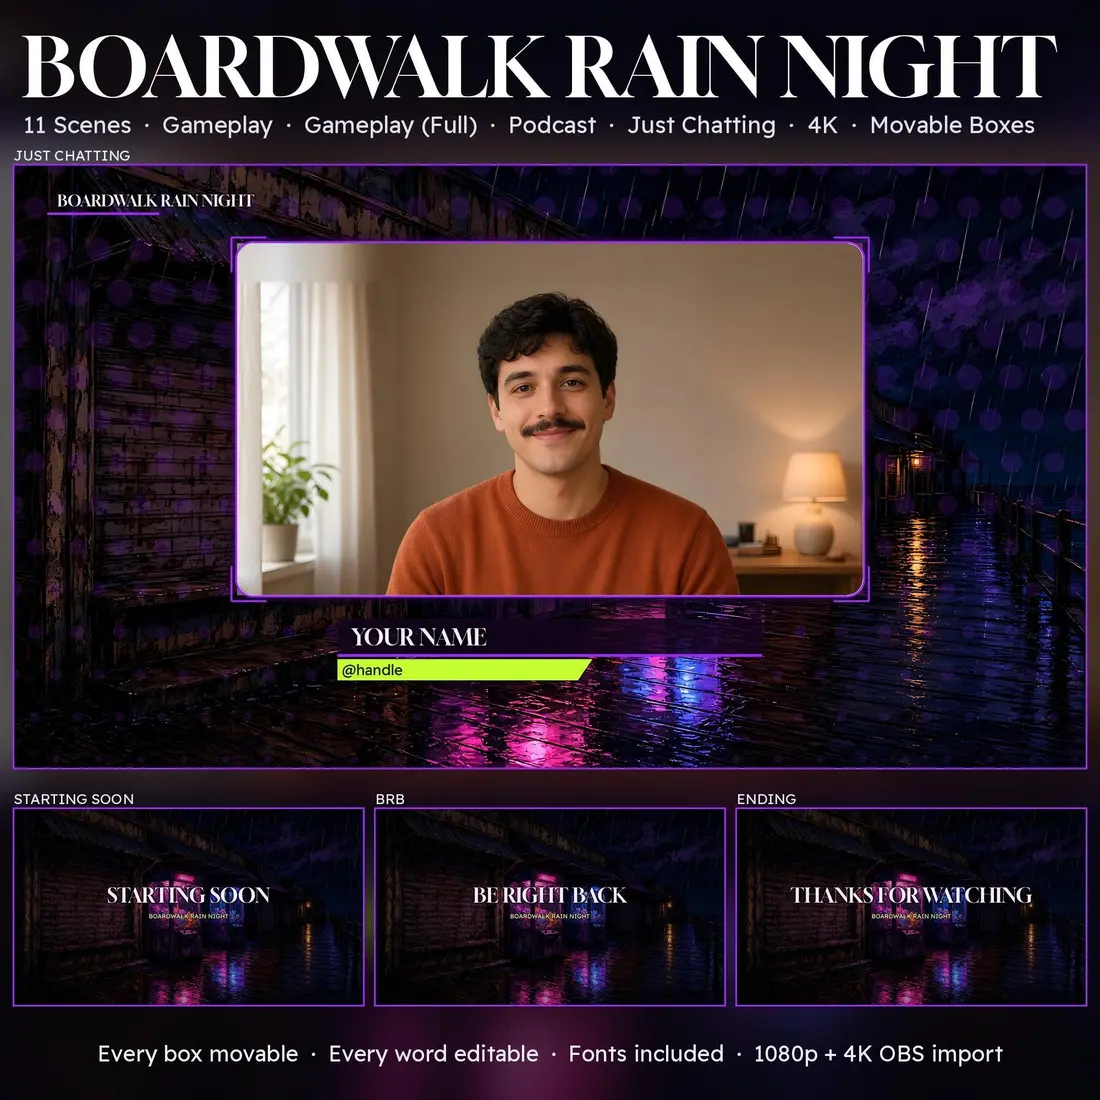 BOARDWALK RAIN NIGHT
11 Scenes · Gameplay · Gameplay (Full) · Podcast · Just Chatting · 4K · Movable Boxes
JUST CHATTING
BOARDWALK RAIN NIGHT
YOUR NAME
@handle
STARTING SOON
BRB
ENDING
STARTING SOON
BOARDWALK RAIN NIGHT
BE RIGHT BACK
BOARDWALK RAIN NIGHT
THANKS FOR WATCHING
BOARDWALK RAIN NIGHT
Every box movable · Every word editable · Fonts included · 1080p + 4K OBS import